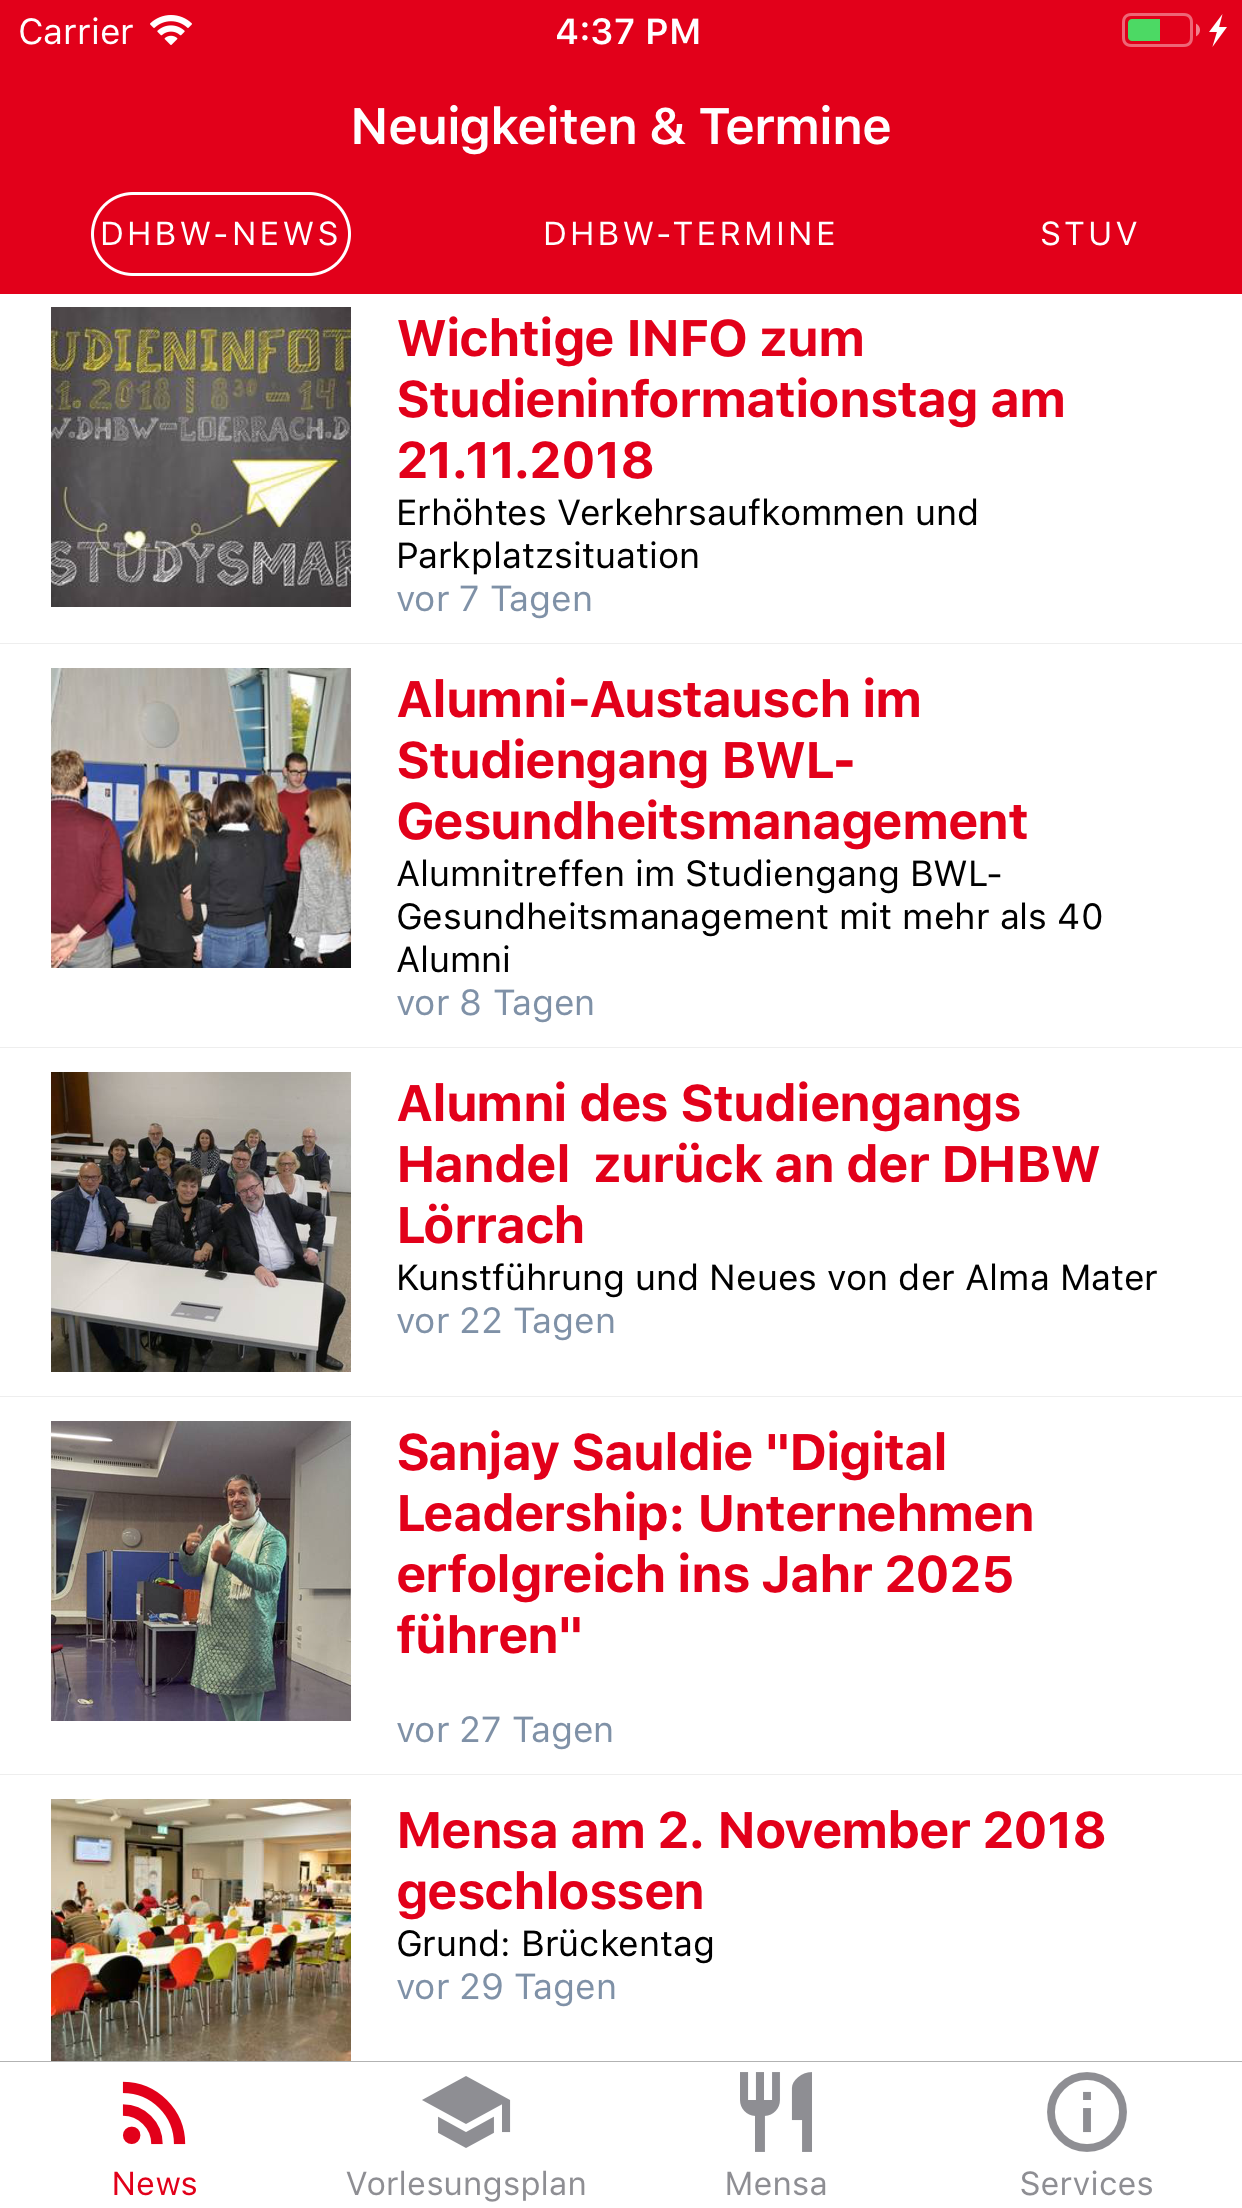 Carrier
4:37 PM
Neuigkeiten & Termine
DHBW-NEWS
DHBW-TERMINE
STUV
UDIENINFOT
1.2018 | 8³⁰ - 14
W.DHBW-LOERRACH.D
STUDYSMAR
Wichtige INFO zum
Studieninformationstag am
21.11.2018
Erhöhtes Verkehrsaufkommen und
Parkplatzsituation
vor 7 Tagen
Alumni-Austausch im
Studiengang BWL-
Gesundheitsmanagement
Alumnitreffen im Studiengang BWL-
Gesundheitsmanagement mit mehr als 40
Alumni
vor 8 Tagen
Alumni des Studiengangs
Handel  zurück an der DHBW
Lörrach
Kunstführung und Neues von der Alma Mater
vor 22 Tagen
Sanjay Sauldie "Digital
Leadership: Unternehmen
erfolgreich ins Jahr 2025
führen"
vor 27 Tagen
Mensa am 2. November 2018
geschlossen
Grund: Brückentag
vor 29 Tagen
News
Vorlesungsplan
Mensa
Services